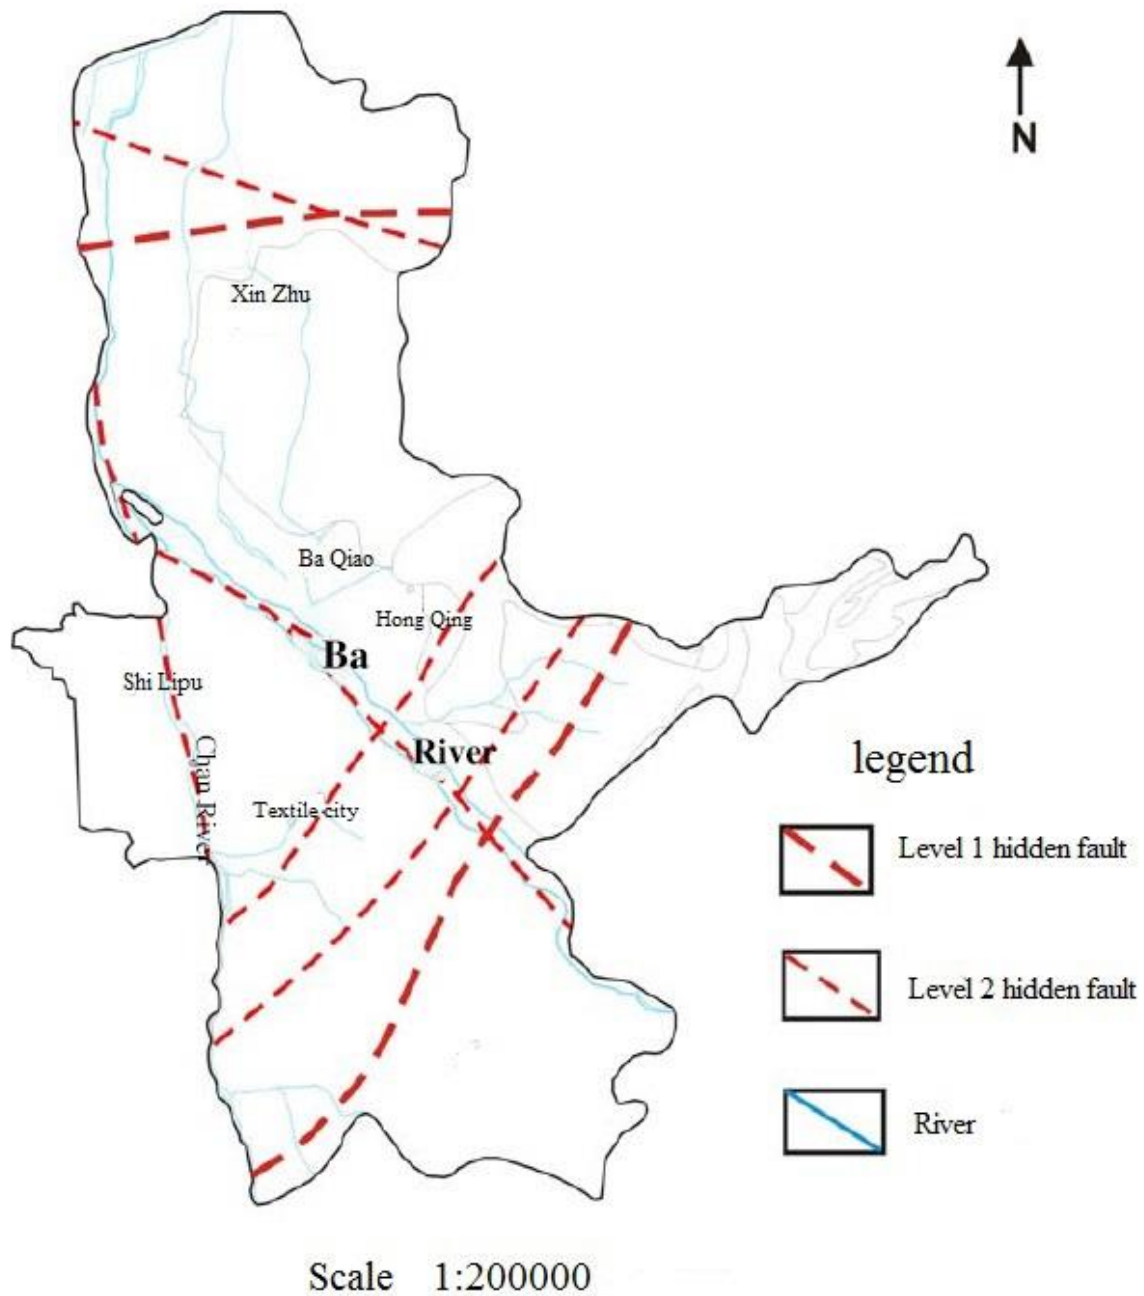 N
Xin Zhu
Ba Qiao
Hong Qing
Ba
Shi Lipu
River
Chan River
Textile city
legend
Level 1 hidden fault
Level 2 hidden fault
River
Scale 1:200000